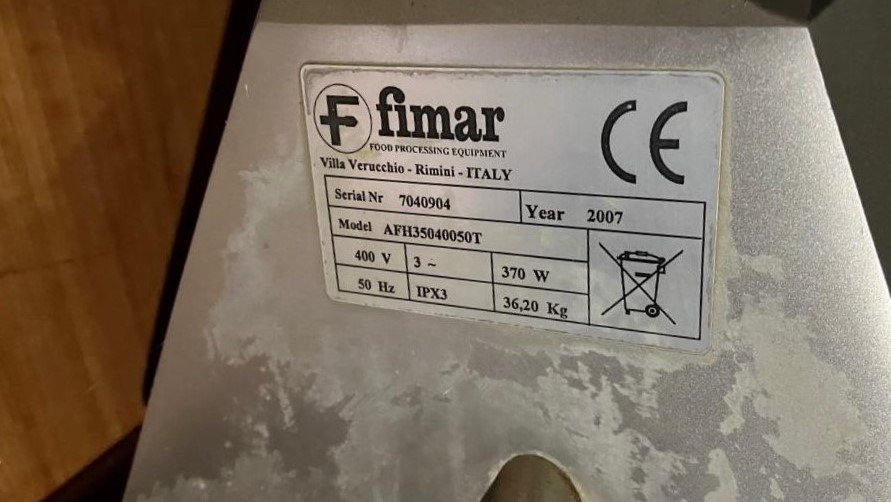 F fimar
FOOD PROCESSING EQUIPMENT
Villa Verucchio - Rimini - ITALY
CE
Serial Nr 7040904 Year 2007
Model AFH35040050T
400 V 3 ~ 370 W
50 Hz IPX3 36,20 Kg